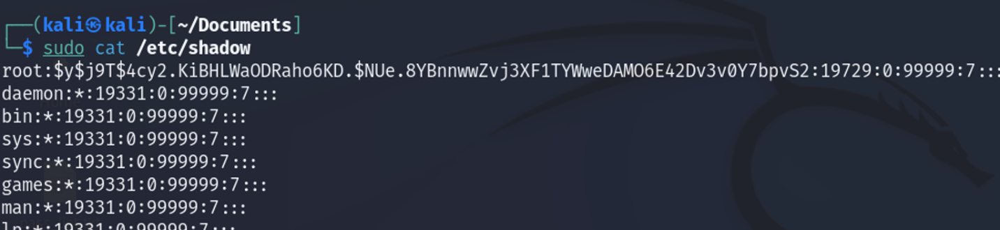 ┌──(kali㉿kali)-[~/Documents]
└─$ sudo cat /etc/shadow
root:$y$j9T$4cy2.KiBHLWaODRaho6KD.$NUe.8YBnnwwZvj3XF1TYWweDAMO6E42Dv3v0Y7bpvS2:19729:0:99999:7:::
daemon:*:19331:0:99999:7:::
bin:*:19331:0:99999:7:::
sys:*:19331:0:99999:7:::
sync:*:19331:0:99999:7:::
games:*:19331:0:99999:7:::
man:*:19331:0:99999:7:::
lp:*:19331:0:99999:7:::